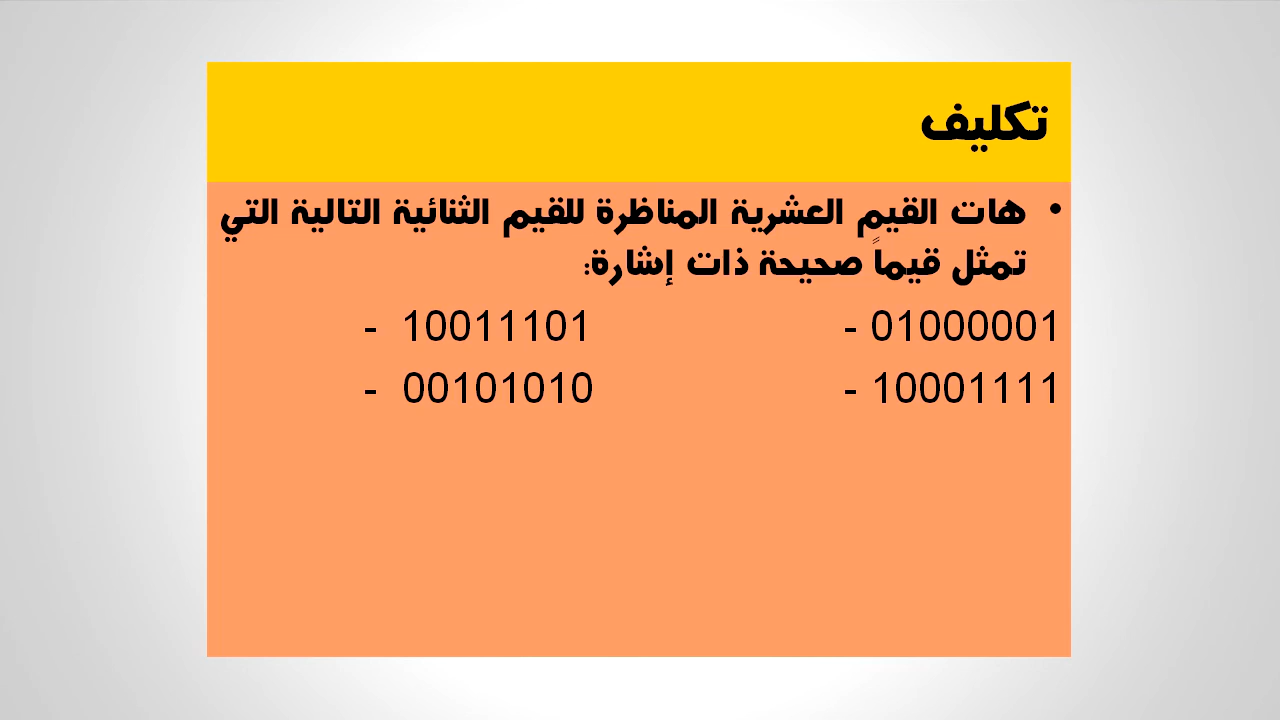 تكليف
• هات القيم العشرية المناظرة للقيم الثنائية التالية التي
تمثل قيماً صحيحة ذات إشارة:
- 01000001 - 10011101
- 10001111 - 00101010